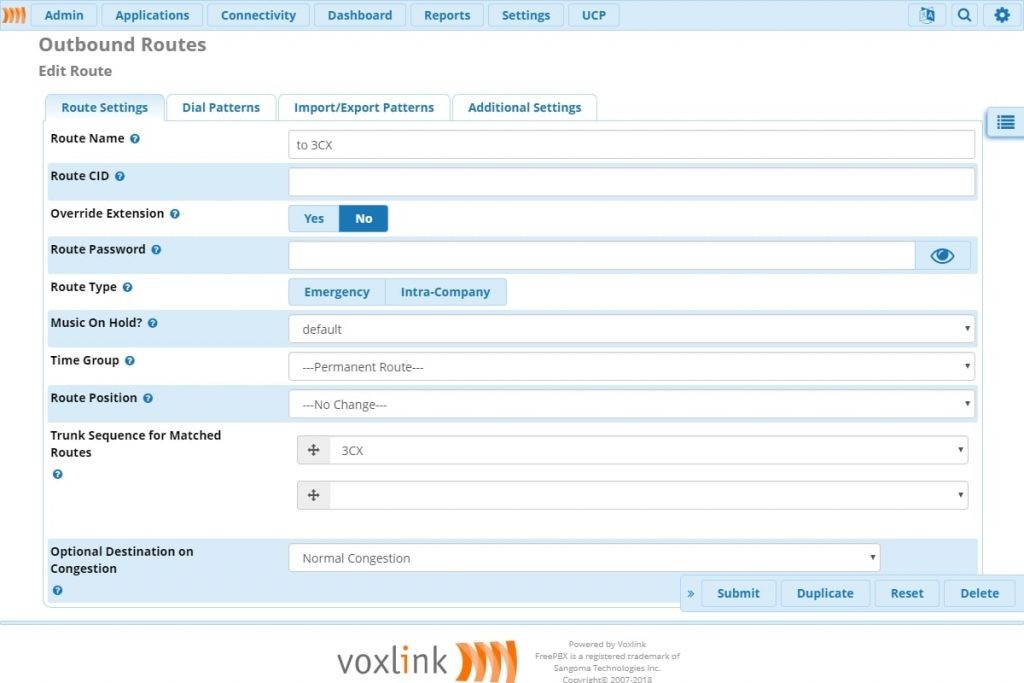 Admin Applications Connectivity Dashboard Reports Settings UCP
Outbound Routes
Edit Route
Route Settings Dial Patterns Import/Export Patterns Additional Settings
Route Name to 3CX
Route CID
Override Extension Yes No
Route Password
Route Type Emergency Intra-Company
Music On Hold? default
Time Group ---Permanent Route---
Route Position ---No Change---
Trunk Sequence for Matched
Routes
3CX
Optional Destination on
Congestion
Normal Congestion
» Submit Duplicate Reset Delete
voxlink
Powered by Voxlink
FreePBX is a registered trademark of
Sangoma Technologies Inc.
Copyright© 2007-2018